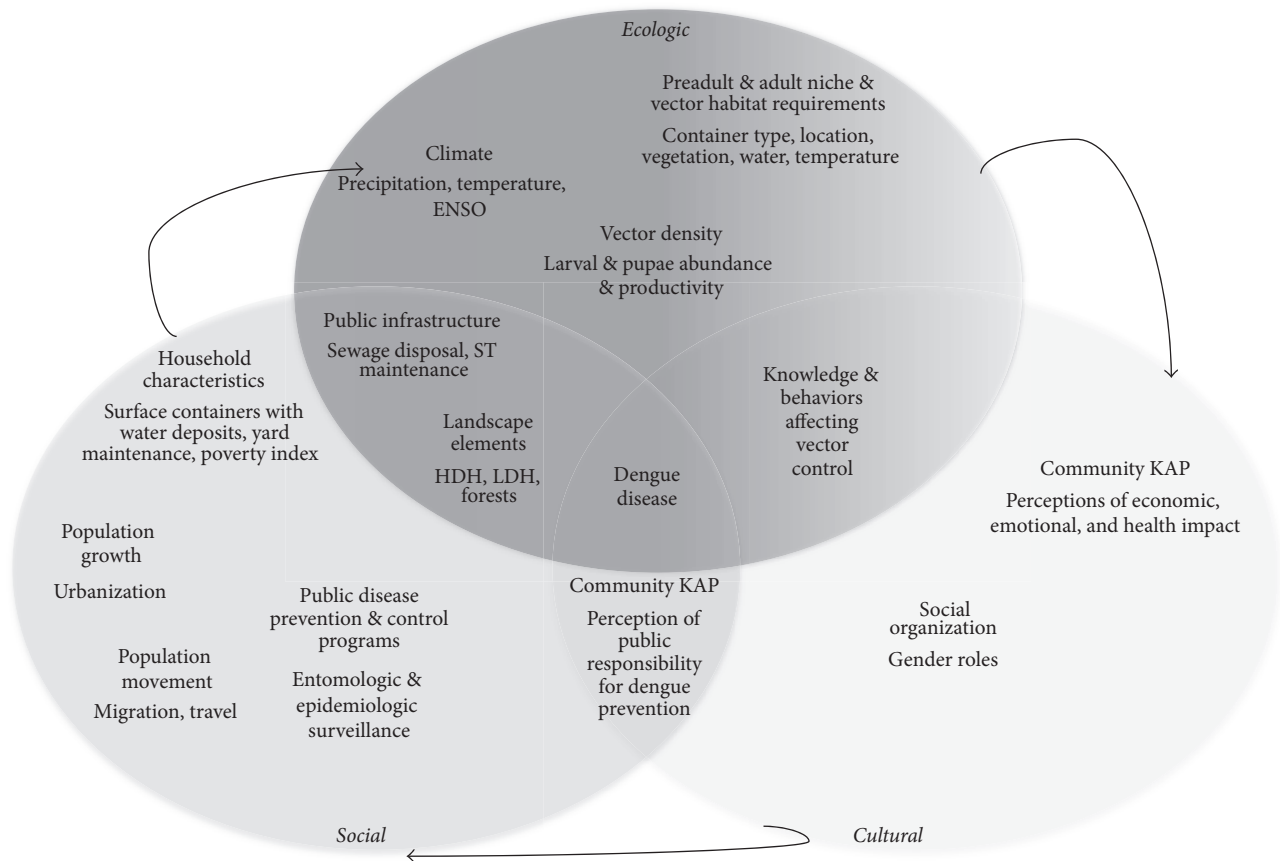 Ecologic
Preadult & adult niche &
vector habitat requirements
Container type, location,
vegetation, water, temperature
Climate
Precipitation, temperature,
ENSO
Vector density
Larval & pupae abundance
& productivity
Public infrastructure
Sewage disposal, ST
maintenance
Landscape
elements
HDH, LDH,
forests
Dengue
disease
Knowledge &
behaviors
affecting
vector
control
Household
characteristics
Surface containers with
water deposits, yard
maintenance, poverty index
Population
growth
Urbanization
Population
movement
Migration, travel
Public disease
prevention & control
programs
Entomologic &
epidemiologic
surveillance
Community KAP
Perception of
public
responsibility
for dengue
prevention
Community KAP
Perceptions of economic,
emotional, and health impact
Social
organization
Gender roles
Social
Cultural